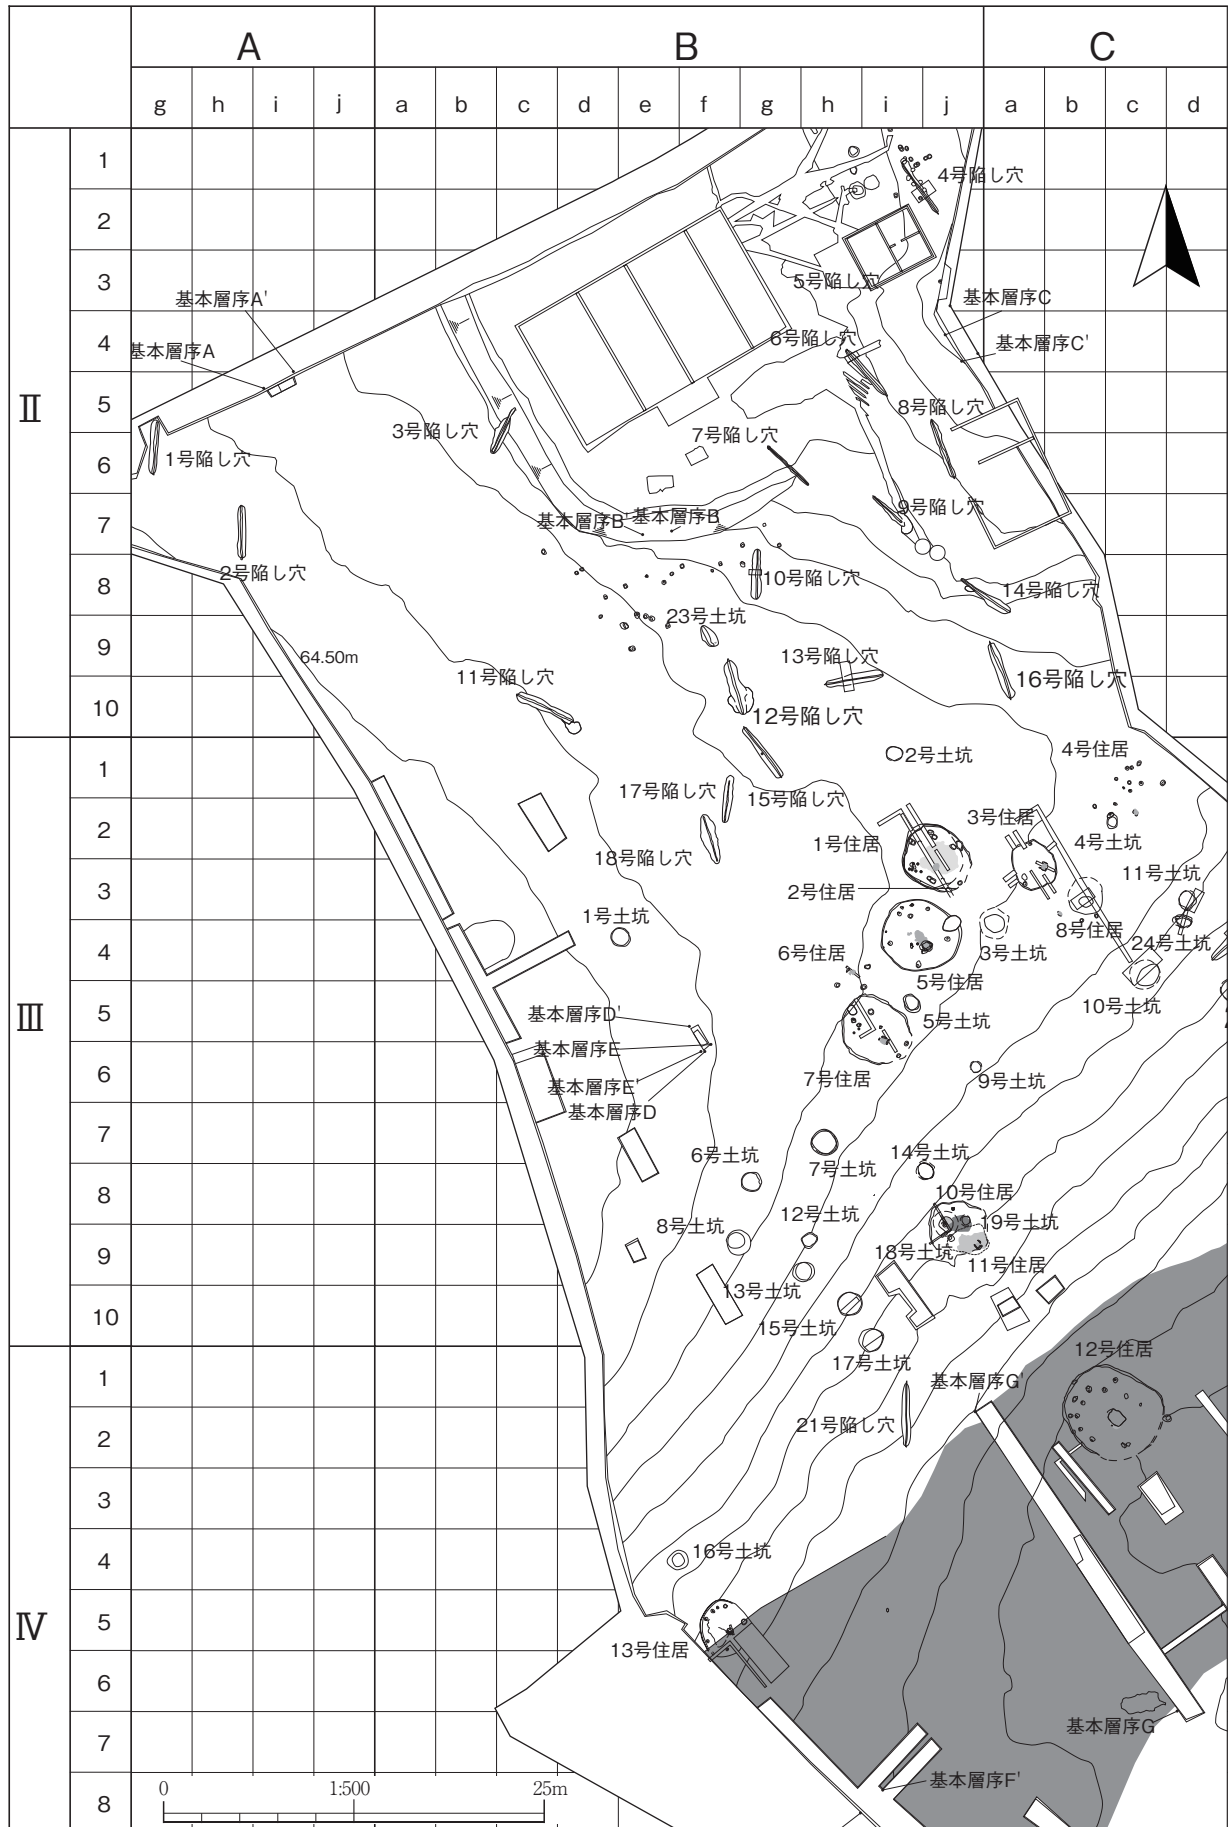 A B C
g h i j a b c d e f g h i j a b c d
Ⅱ
1
2
3
4
5
6
7
8
9
10
Ⅲ
1
2
3
4
5
6
7
8
9
10
Ⅳ
1
2
3
4
5
6
7
8
4号陥し穴
5号陥し穴
基本層序A'
基本層序C
6号陥し穴
基本層序C'
基本層序A
8号陥し穴
3号陥し穴
7号陥し穴
1号陥し穴
9号陥し穴
基本層序B'
基本層序B
2号陥し穴
10号陥し穴
14号陥し穴
23号土坑
64.50m
13号陥し穴
11号陥し穴
16号陥し穴
12号陥し穴
2号土坑
4号住居
17号陥し穴
15号陥し穴
3号住居
1号住居
4号土坑
18号陥し穴
11号土坑
2号住居
1号土坑
8号住居
24号土坑
6号住居
3号土坑
5号住居
10号土坑
基本層序D'
5号土坑
基本層序E
7号住居
9号土坑
基本層序E'
基本層序D
6号土坑
7号土坑
14号土坑
10号住居
12号土坑
19号土坑
8号土坑
18号土坑
11号住居
13号土坑
15号土坑
17号土坑
12号住居
基本層序G'
21号陥し穴
16号土坑
13号住居
基本層序G
基本層序F'
0 1:500 25m